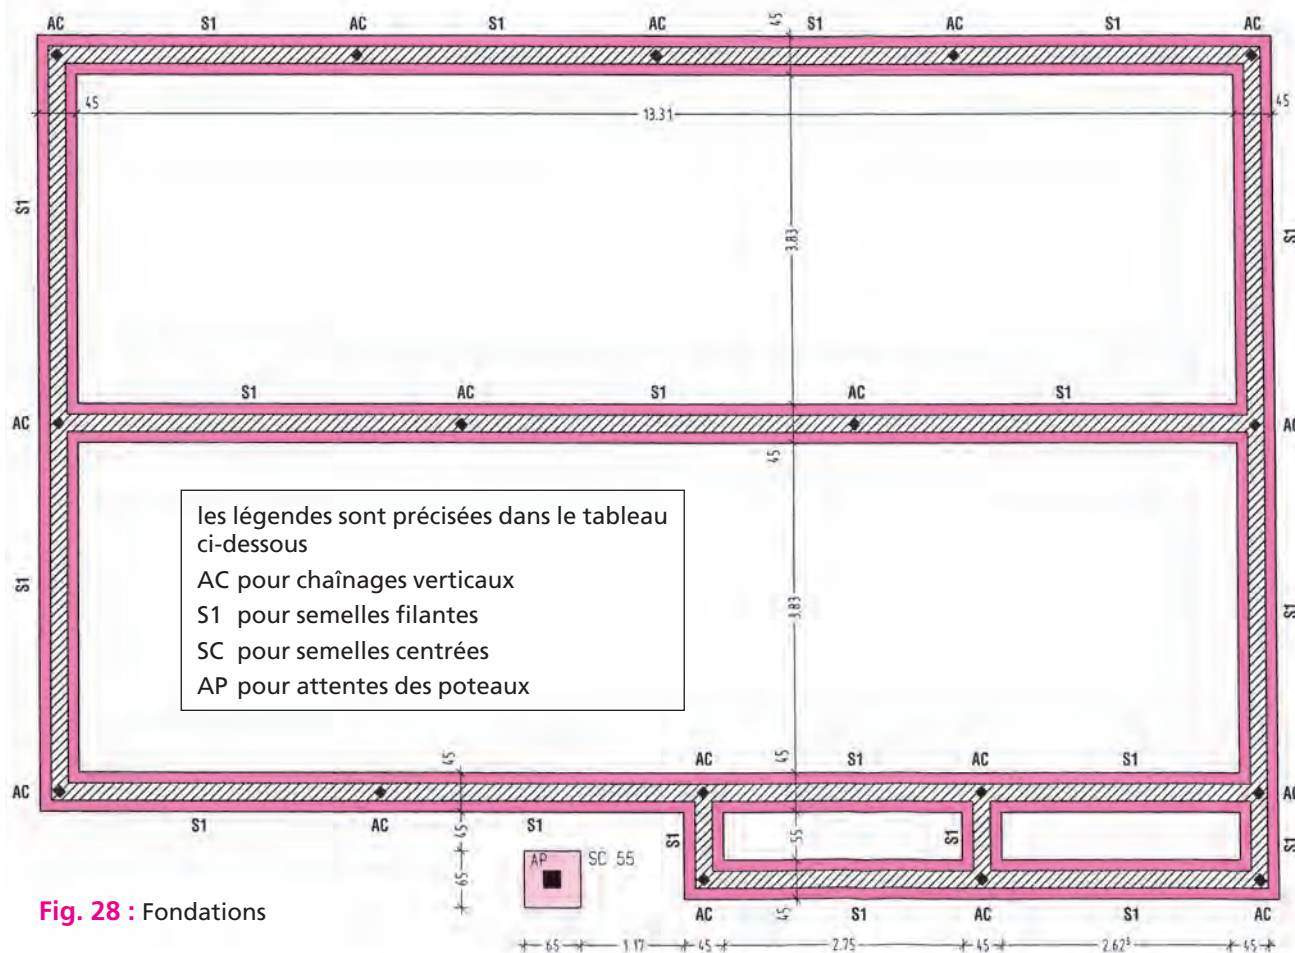 AC S1 AC S1 AC 45 S1 AC S1 AC
45 13.31 45
S1 3.83 S1
S1 AC S1 AC S1
AC AC
45
les légendes sont précisées dans le tableau
ci-dessous
AC pour chaînages verticaux
S1 pour semelles filantes
SC pour semelles centrées
AP pour attentes des poteaux
S1 3.83 S1
45 AC 45 S1 AC S1
AC AC
S1 AC 45 S1 S1 55 S1 S1
AP SC 55
65
Fig. 28 : Fondations
AC 45 S1 AC S1 AC
65 1.17 45 2.75 45 2.62⁵ 45